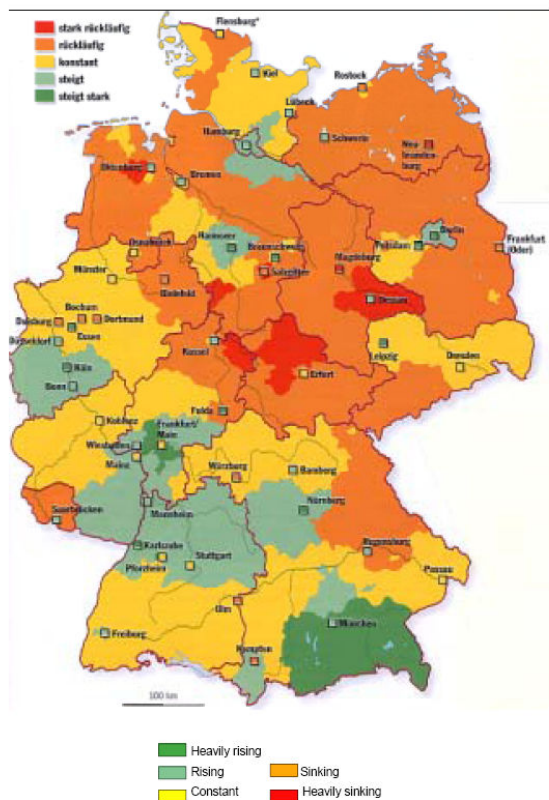 stark rückläufig
rückläufig
konstant
steigt
steigt stark
Flensburg*
Kiel
Rostock
Lübeck
Hamburg
Schwerin
Neu-
branden-
burg
Oldenburg
Bremen
Berlin
Hannover
Potsdam
Frankfurt
(Oder)
Osnabrück
Braunschweig
Magdeburg
Salzgitter
Münster
Bielefeld
Dessau
Bochum
Duisburg
Dortmund
Essen
Düsseldorf
Kassel
Leipzig
Dresden
Köln
Erfurt
Bonn
Fulda
Koblenz
Frankfurt/
Main
Wiesbaden
Mainz
Würzburg
Bamberg
Nürnberg
Mannheim
Saarbrücken
Karlsruhe
Regensburg
Stuttgart
Pforzheim
Passau
Ulm
München
Freiburg
Kempten
100 km
Heavily rising
Rising
Sinking
Constant
Heavily sinking